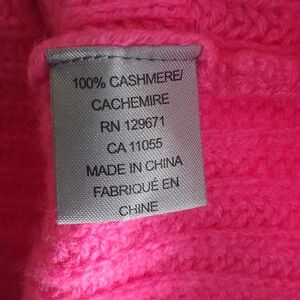 100% CASHMERE/
CACHEMIRE
RN 129671
CA 11055
MADE IN CHINA
FABRIQUÉ EN
CHINE